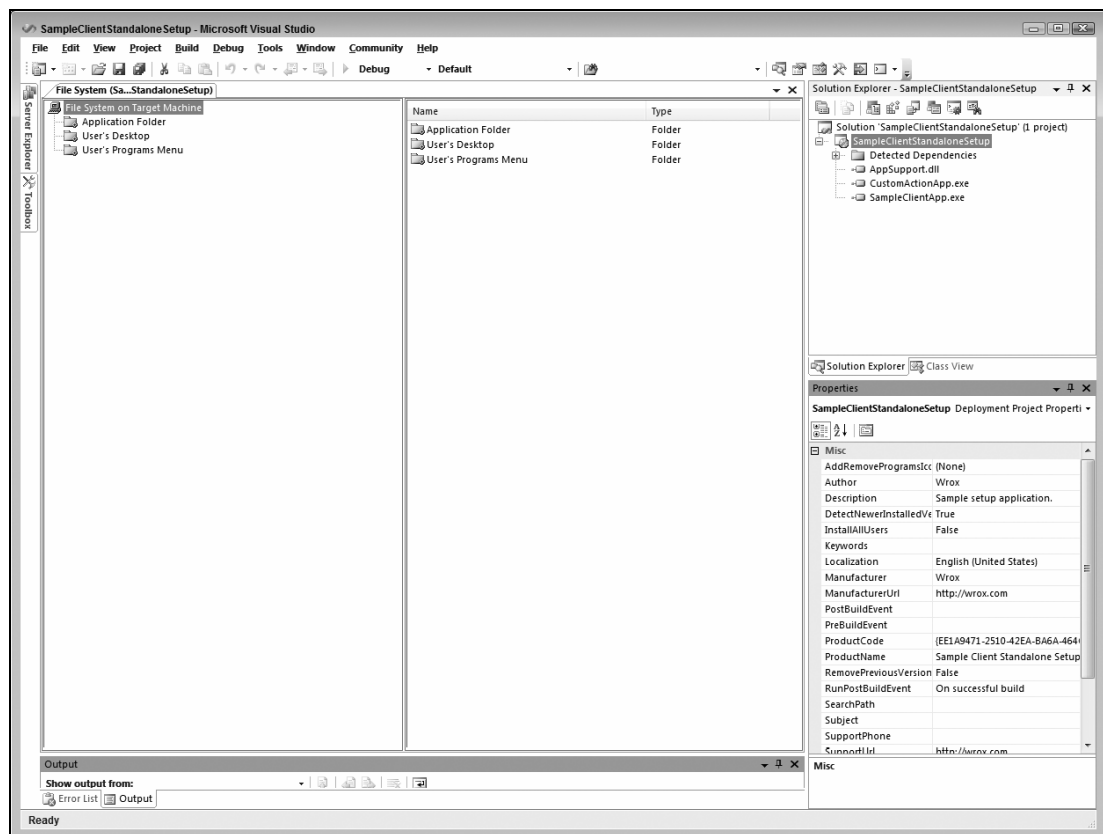 SampleClientStandaloneSetup - Microsoft Visual Studio
File Edit View Project Build Debug Tools Window Community Help
Debug Default
Server Explorer
Toolbox
File System (Sa...StandaloneSetup)
File System on Target Machine
Application Folder
User's Desktop
User's Programs Menu
Name Type
Application Folder Folder
User's Desktop Folder
User's Programs Menu Folder
Solution Explorer - SampleClientStandaloneSetup
Solution 'SampleClientStandaloneSetup' (1 project)
SampleClientStandaloneSetup
Detected Dependencies
AppSupport.dll
CustomActionApp.exe
SampleClientApp.exe
Solution Explorer Class View
Properties
SampleClientStandaloneSetup Deployment Project Properti
Misc
AddRemoveProgramsIcc (None)
Author Wrox
Description Sample setup application.
DetectNewerInstalledVe True
InstallAllUsers False
Keywords
Localization English (United States)
Manufacturer Wrox
ManufacturerUrl http://wrox.com
PostBuildEvent
PreBuildEvent
ProductCode {EE1A9471-2510-42EA-BA6A-464
ProductName Sample Client Standalone Setup
RemovePreviousVersion False
RunPostBuildEvent On successful build
SearchPath
Subject
SupportPhone
SupportUrl http://wrox.com
Misc
Output
Show output from:
Error List Output
Ready